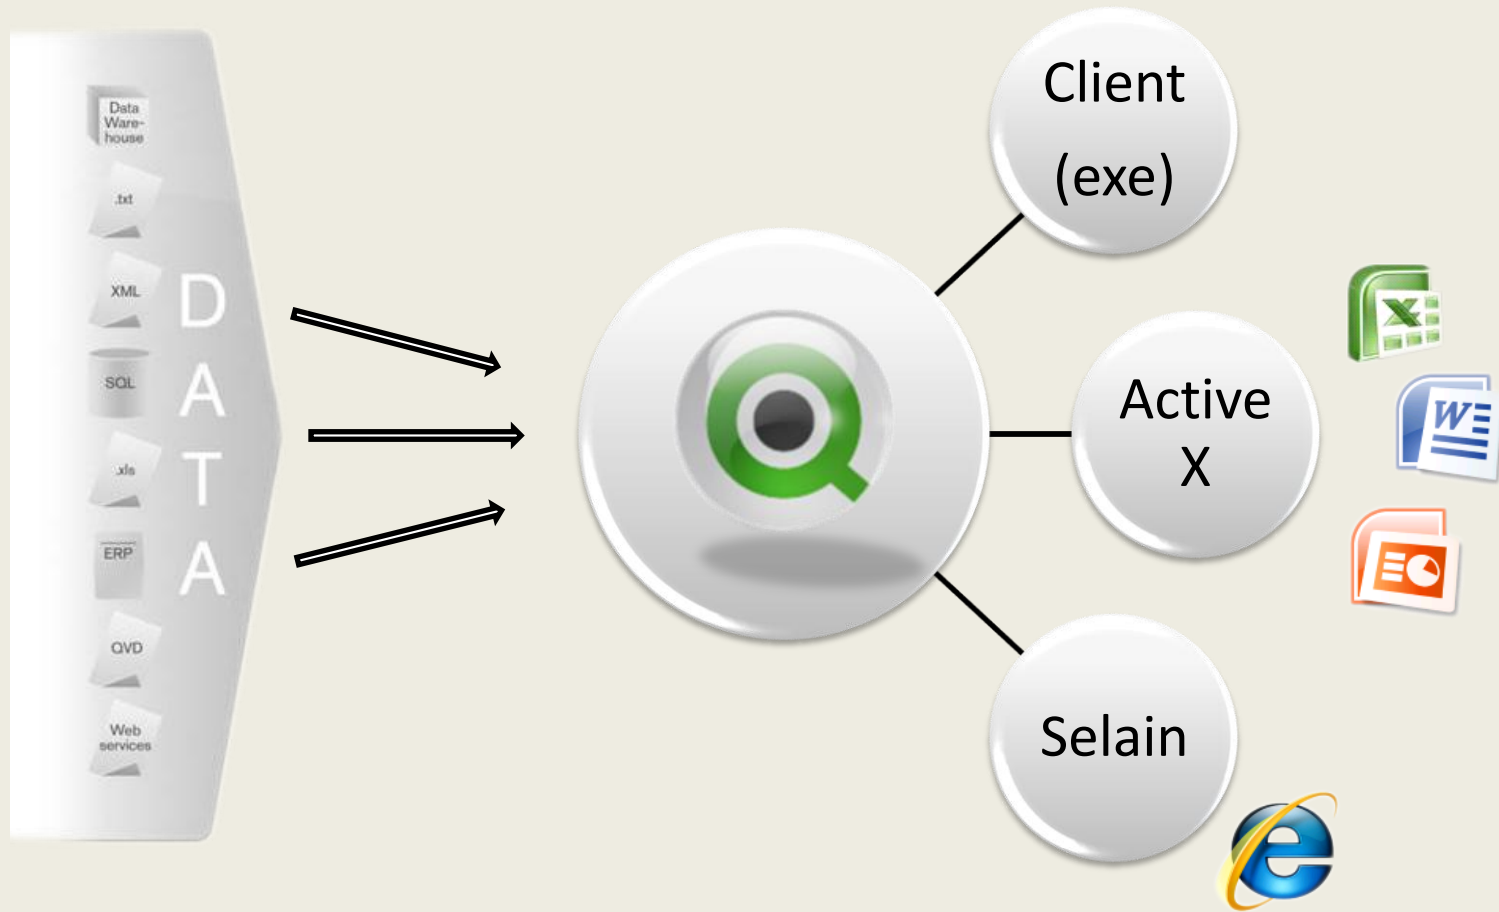 Data
Ware-
house
.txt
XML
SQL
.xls
ERP
QVD
Web
services
D
A
T
A
Client
(exe)
Active
X
Selain